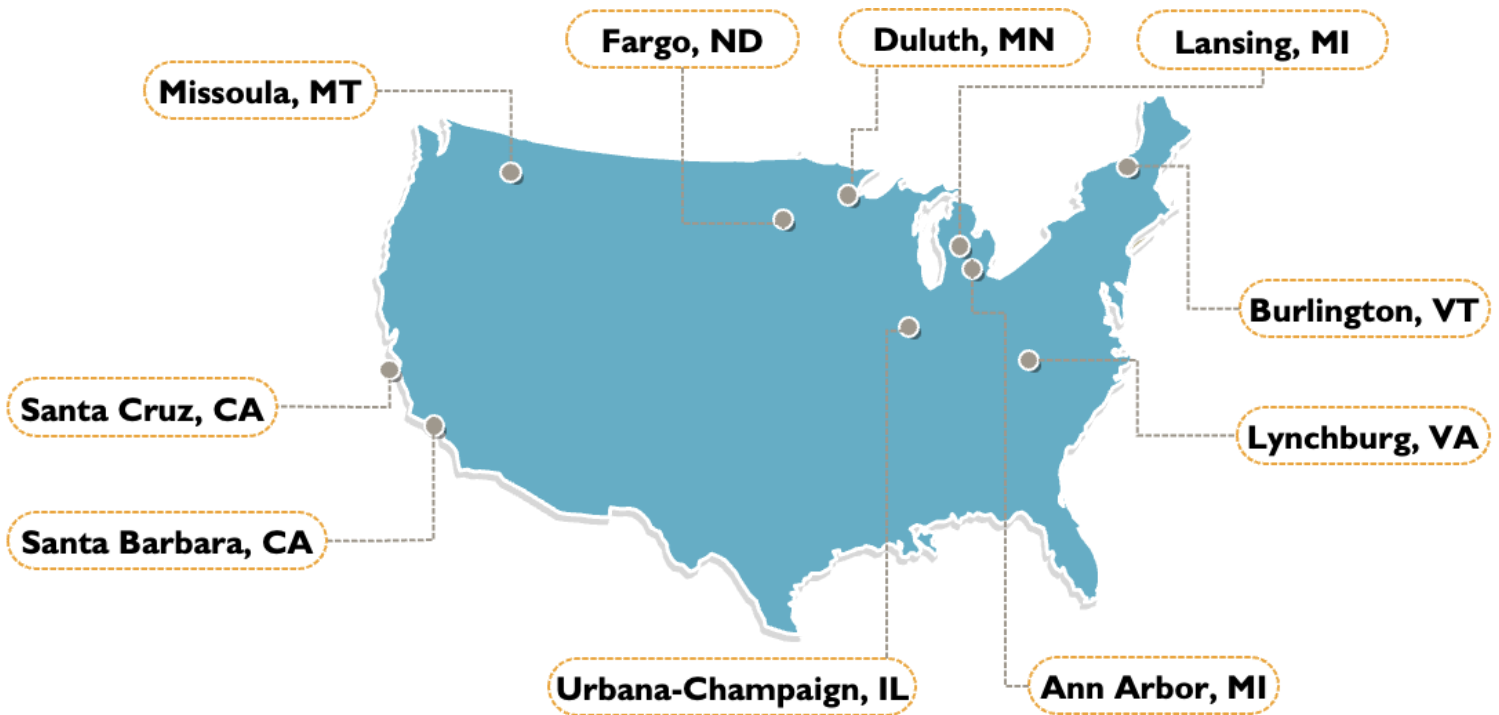 Fargo, ND
Duluth, MN
Lansing, MI
Missoula, MT
Burlington, VT
Santa Cruz, CA
Lynchburg, VA
Santa Barbara, CA
Urbana-Champaign, IL
Ann Arbor, MI